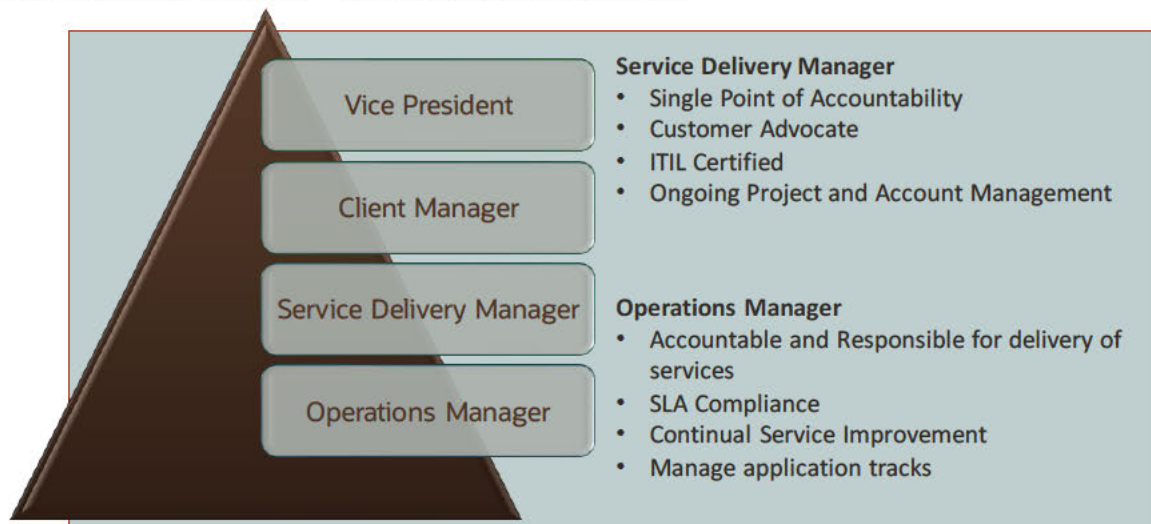 Vice President
Client Manager
Service Delivery Manager
Operations Manager
Service Delivery Manager
• Single Point of Accountability
• Customer Advocate
• ITIL Certified
• Ongoing Project and Account Management
Operations Manager
• Accountable and Responsible for delivery of
services
• SLA Compliance
• Continual Service Improvement
• Manage application tracks